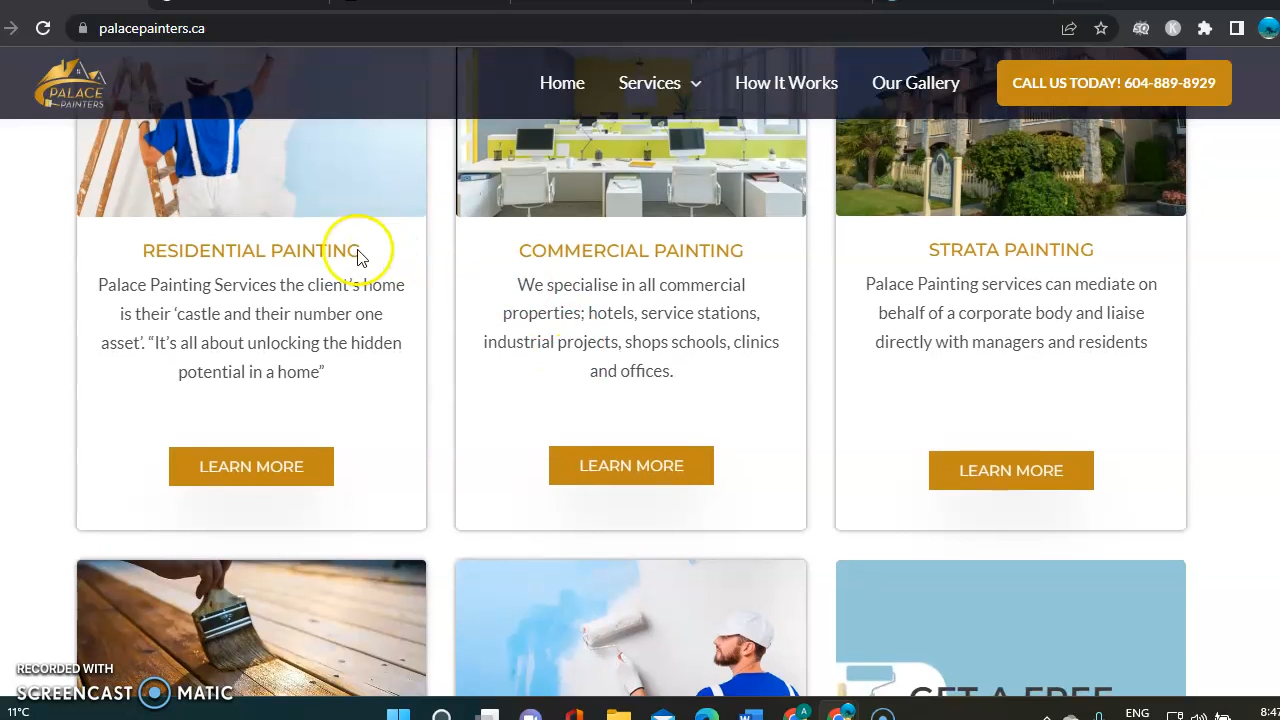 palacepainters.ca
PALACE
PAINTERS
Home Services How It Works Our Gallery CALL US TODAY! 604-889-8929
RESIDENTIAL PAINTING
Palace Painting Services the client's home
is their ‘castle and their number one
asset’. “It’s all about unlocking the hidden
potential in a home”
LEARN MORE
COMMERCIAL PAINTING
We specialise in all commercial
properties; hotels, service stations,
industrial projects, shops schools, clinics
and offices.
LEARN MORE
STRATA PAINTING
Palace Painting services can mediate on
behalf of a corporate body and liaise
directly with managers and residents
LEARN MORE
GET A FREE
RECORDED WITH
SCREENCAST MATIC
11°C
ENG
8:47